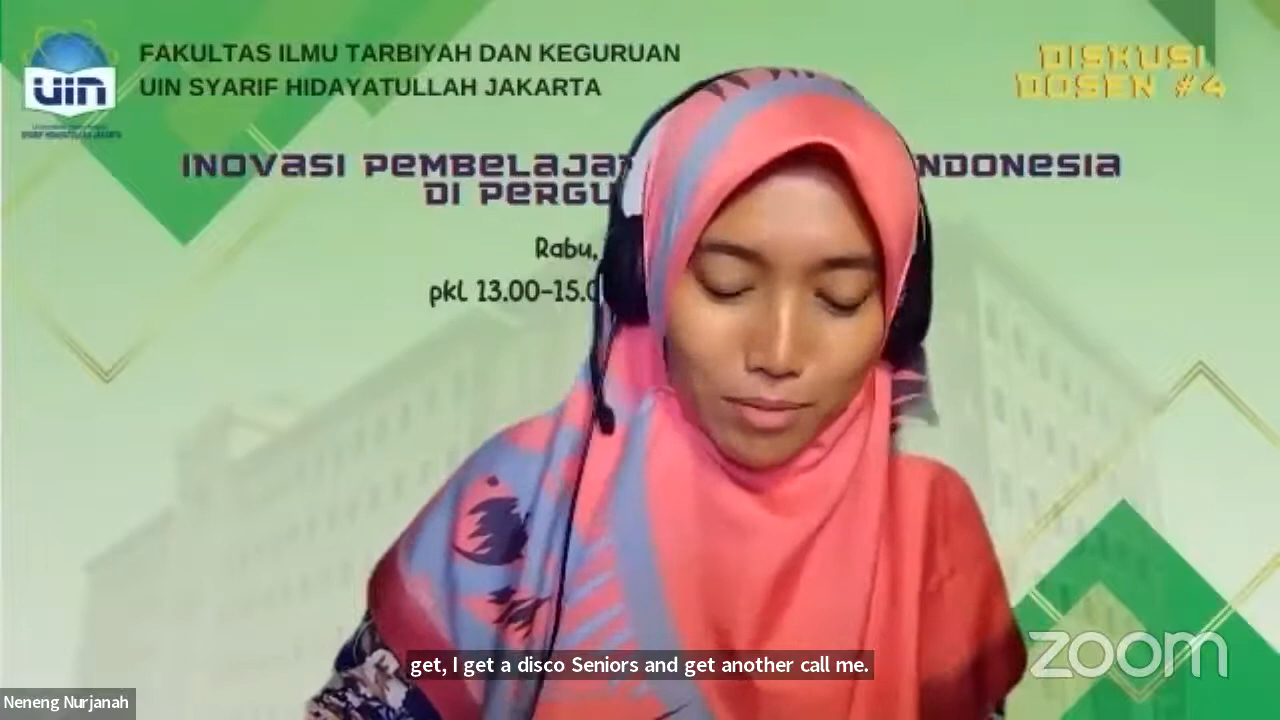 FAKULTAS ILMU TARBIYAH DAN KEGURUAN
UIN SYARIF HIDAYATULLAH JAKARTA
UIN
DISKUSI
DOSEN #4
INOVASI PEMBELAJA NDONESIA
DI PERGU
Rabu,
pkl 13.00-15.0
get, I get a disco Seniors and get another call me.
zoom
Neneng Nurjanah